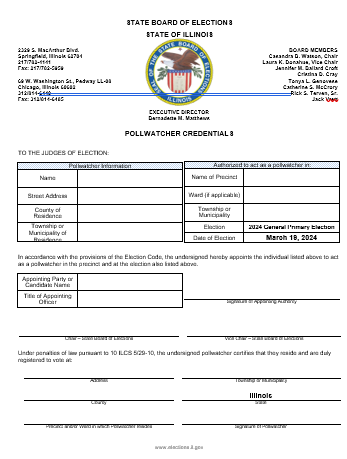 STATE BOARD OF ELECTIONS
STATE OF ILLINOIS
2329 S. MacArthur Blvd.
Springfield, Illinois 62704
217/782-4141
Fax: 217/782-5959
69 W. Washington St., Pedway LL-08
Chicago, Illinois 60602
312/814-6440
Fax: 312/814-6485
BOARD MEMBERS
Casandra B. Watson, Chair
Laura K. Donahue, Vice Chair
Jennifer M. Ballard Croft
Cristina D. Cray
Tonya L. Genovese
Catherine S. McCrory
Rick S. Terven, Sr.
Jack Vrett
EXECUTIVE DIRECTOR
Bernadette M. Matthews
POLLWATCHER CREDENTIALS
TO THE JUDGES OF ELECTION:
Pollwatcher Information
Name
Street Address
County of
Residence
Township or
Municipality of
Residence
Authorized to act as a pollwatcher in:
Name of Precinct
Ward (if applicable)
Township or
Municipality
Election 2024 General Primary Election
Date of Election March 19, 2024
In accordance with the provisions of the Election Code, the undersigned hereby appoints the individual listed above to act
as a pollwatcher in the precinct and at the election also listed above.
Appointing Party or
Candidate Name
Title of Appointing
Officer
Signature of Appointing Authority
Chair – State Board of Elections
Vice Chair – State Board of Elections
Under penalties of law pursuant to 10 ILCS 5/29-10, the undersigned pollwatcher certifies that they reside and are duly
registered to vote at:
Address
Township or Municipality
Illinois
County
State
Precinct and/or Ward in which Pollwatcher Resides
Signature of Pollwatcher
www.elections.il.gov